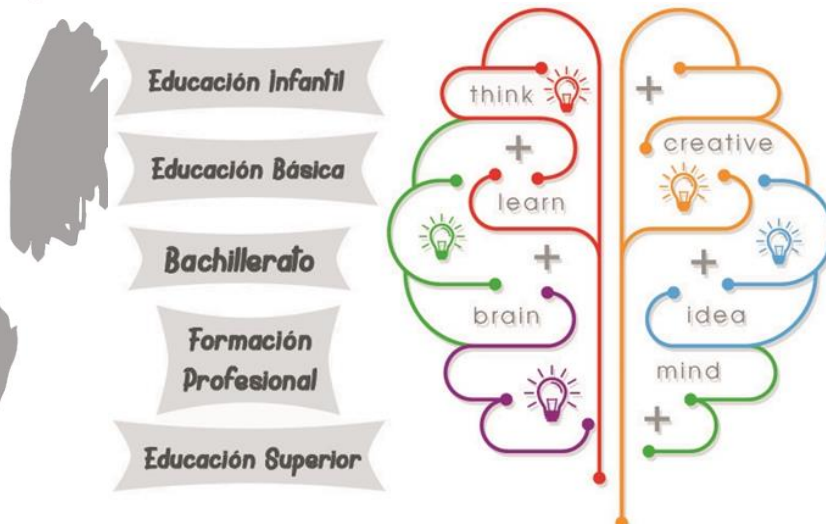 Educación Infantil
Educación Básica
Bachillerato
Formación
Profesional
Educación Superior
think
+
+
creative
learn
+
+
brain
idea
mind
+